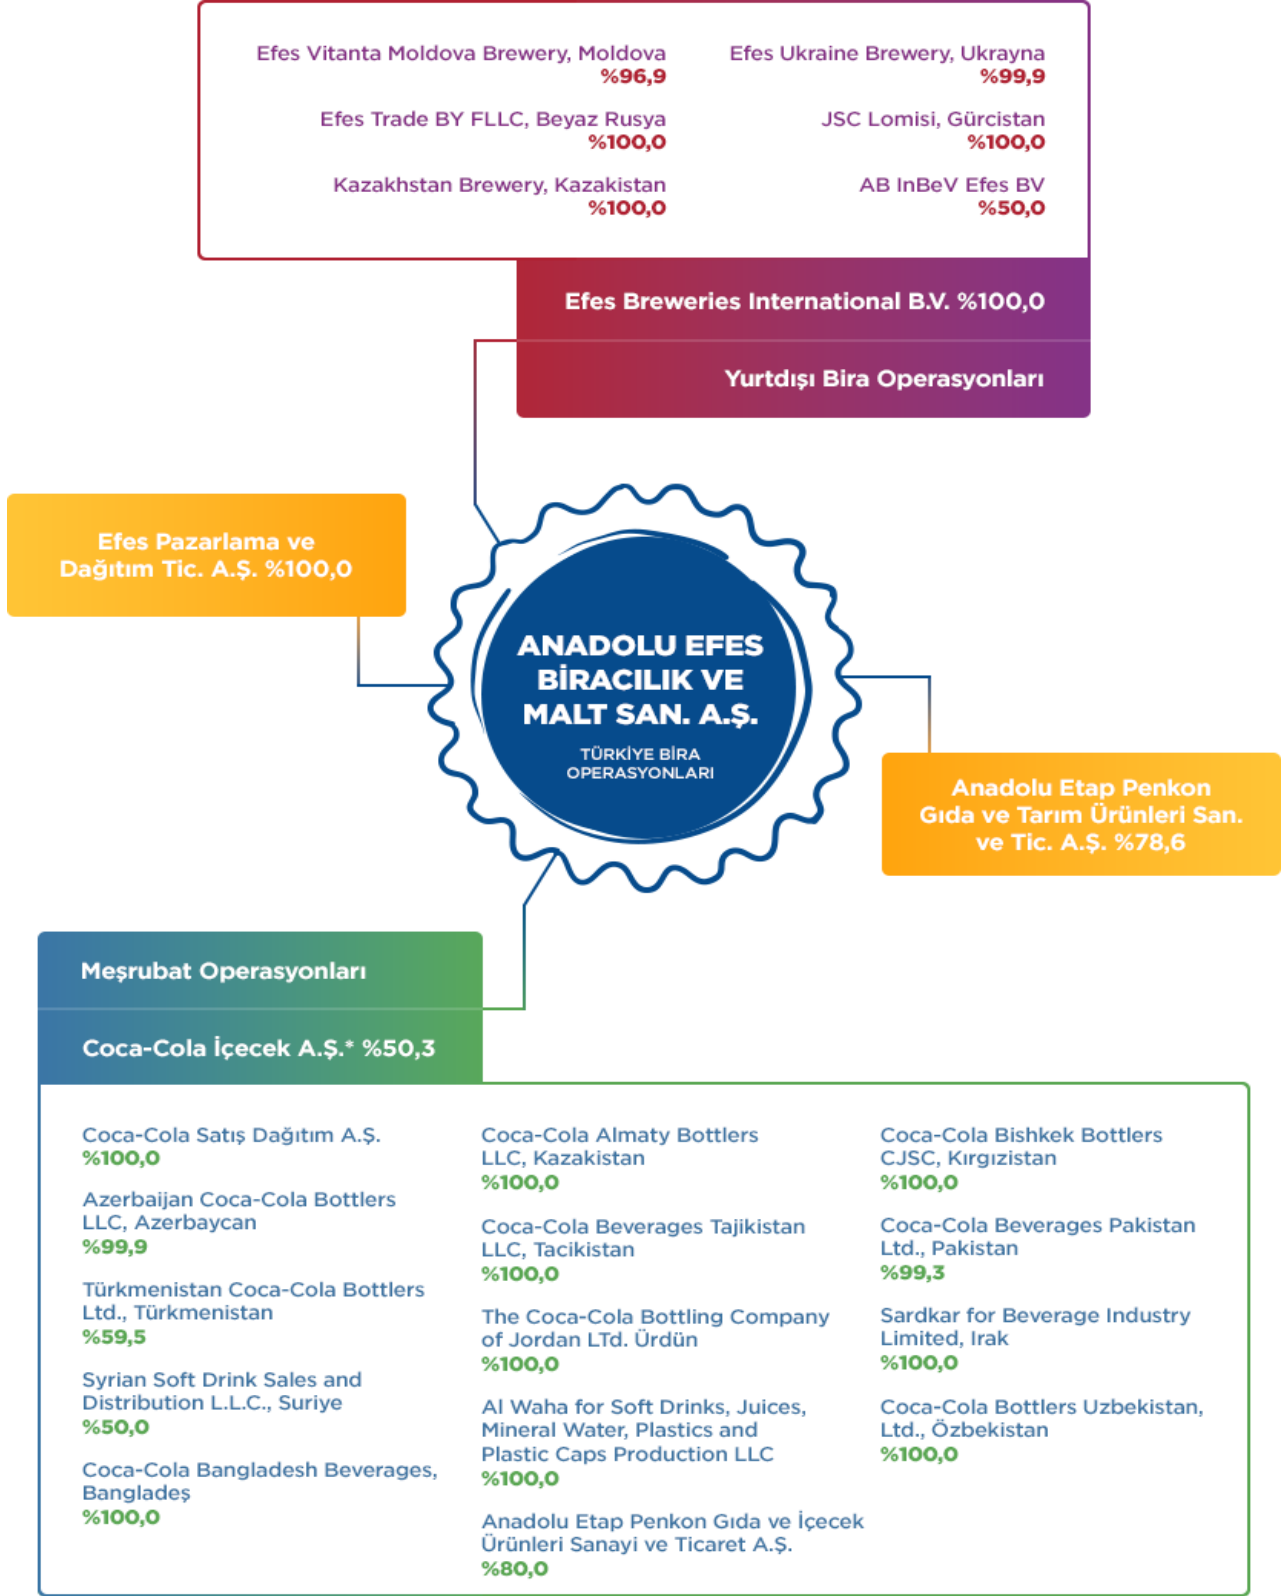 Efes Vitanta Moldova Brewery, Moldova
%96,9
Efes Trade BY FLLC, Beyaz Rusya
%100,0
Kazakhstan Brewery, Kazakistan
%100,0
Efes Ukraine Brewery, Ukrayna
%99,9
JSC Lomisi, Gürcistan
%100,0
AB InBeV Efes BV
%50,0
Efes Breweries International B.V. %100,0
Yurtdışı Bira Operasyonları
Efes Pazarlama ve
Dağıtım Tic. A.Ş. %100,0
ANADOLU EFES
BİRACILIK VE
MALT SAN. A.Ş.
TÜRKİYE BİRA
OPERASYONLARI
Anadolu Etap Penkon
Gıda ve Tarım Ürünleri San.
ve Tic. A.Ş. %78,6
Meşrubat Operasyonları
Coca-Cola İçecek A.Ş.* %50,3
Coca-Cola Satış Dağıtım A.Ş.
%100,0
Azerbaijan Coca-Cola Bottlers
LLC, Azerbaycan
%99,9
Türkmenistan Coca-Cola Bottlers
Ltd., Türkmenistan
%59,5
Syrian Soft Drink Sales and
Distribution L.L.C., Suriye
%50,0
Coca-Cola Bangladesh Beverages,
Bangladeş
%100,0
Coca-Cola Almaty Bottlers
LLC, Kazakistan
%100,0
Coca-Cola Beverages Tajikistan
LLC, Tacikistan
%100,0
The Coca-Cola Bottling Company
of Jordan LTd. Ürdün
%100,0
Al Waha for Soft Drinks, Juices,
Mineral Water, Plastics and
Plastic Caps Production LLC
%100,0
Anadolu Etap Penkon Gıda ve İçecek
Ürünleri Sanayi ve Ticaret A.Ş.
%80,0
Coca-Cola Bishkek Bottlers
CJSC, Kırgızistan
%100,0
Coca-Cola Beverages Pakistan
Ltd., Pakistan
%99,3
Sardkar for Beverage Industry
Limited, Irak
%100,0
Coca-Cola Bottlers Uzbekistan,
Ltd., Özbekistan
%100,0